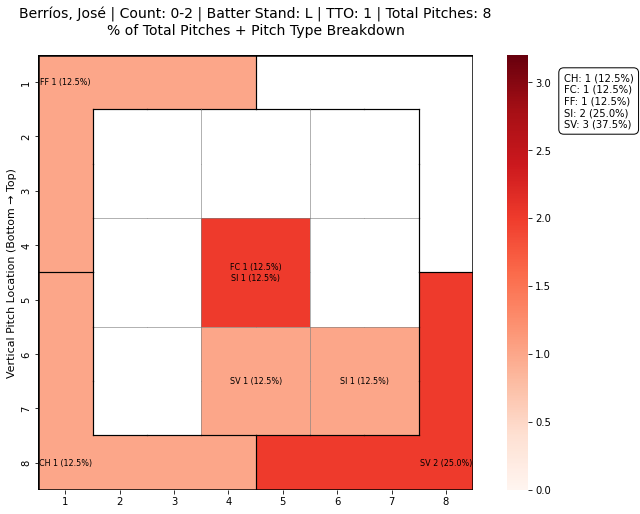 Berríos, José | Count: 0-2 | Batter Stand: L | TTO: 1 | Total Pitches: 8
% of Total Pitches + Pitch Type Breakdown
CH: 1 (12.5%)
FC: 1 (12.5%)
FF: 1 (12.5%)
SI: 2 (25.0%)
SV: 3 (37.5%)
Vertical Pitch Location (Bottom → Top)
1
2
3
4
5
6
7
8
FF 1 (12.5%)
FC 1 (12.5%)
SI 1 (12.5%)
SV 1 (12.5%)
SI 1 (12.5%)
CH 1 (12.5%)
SV 2 (25.0%)
1
2
3
4
5
6
7
8
3.0
2.5
2.0
1.5
1.0
0.5
0.0